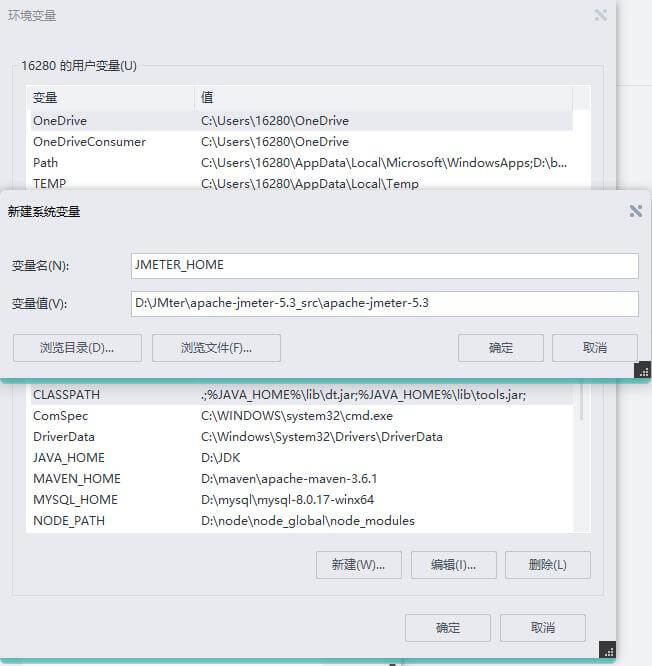 环境变量
16280 的用户变量(U)
变量 值
OneDrive C:\Users\16280\OneDrive
OneDriveConsumer C:\Users\16280\OneDrive
Path C:\Users\16280\AppData\Local\Microsoft\WindowsApps;D:\b...
TEMP C:\Users\16280\AppData\Local\Temp
新建系统变量
变量名(N): JMETER_HOME
变量值(V): D:\JMter\apache-jmeter-5.3_src\apache-jmeter-5.3
浏览目录(D)... 浏览文件(F)... 确定 取消
CLASSPATH .;%JAVA_HOME%\lib\dt.jar;%JAVA_HOME%\lib\tools.jar;
ComSpec C:\WINDOWS\system32\cmd.exe
DriverData C:\Windows\System32\Drivers\DriverData
JAVA_HOME D:\JDK
MAVEN_HOME D:\maven\apache-maven-3.6.1
MYSQL_HOME D:\mysql\mysql-8.0.17-winx64
NODE_PATH D:\node\node_global\node_modules
新建(W)... 编辑(I)... 删除(L)
确定 取消